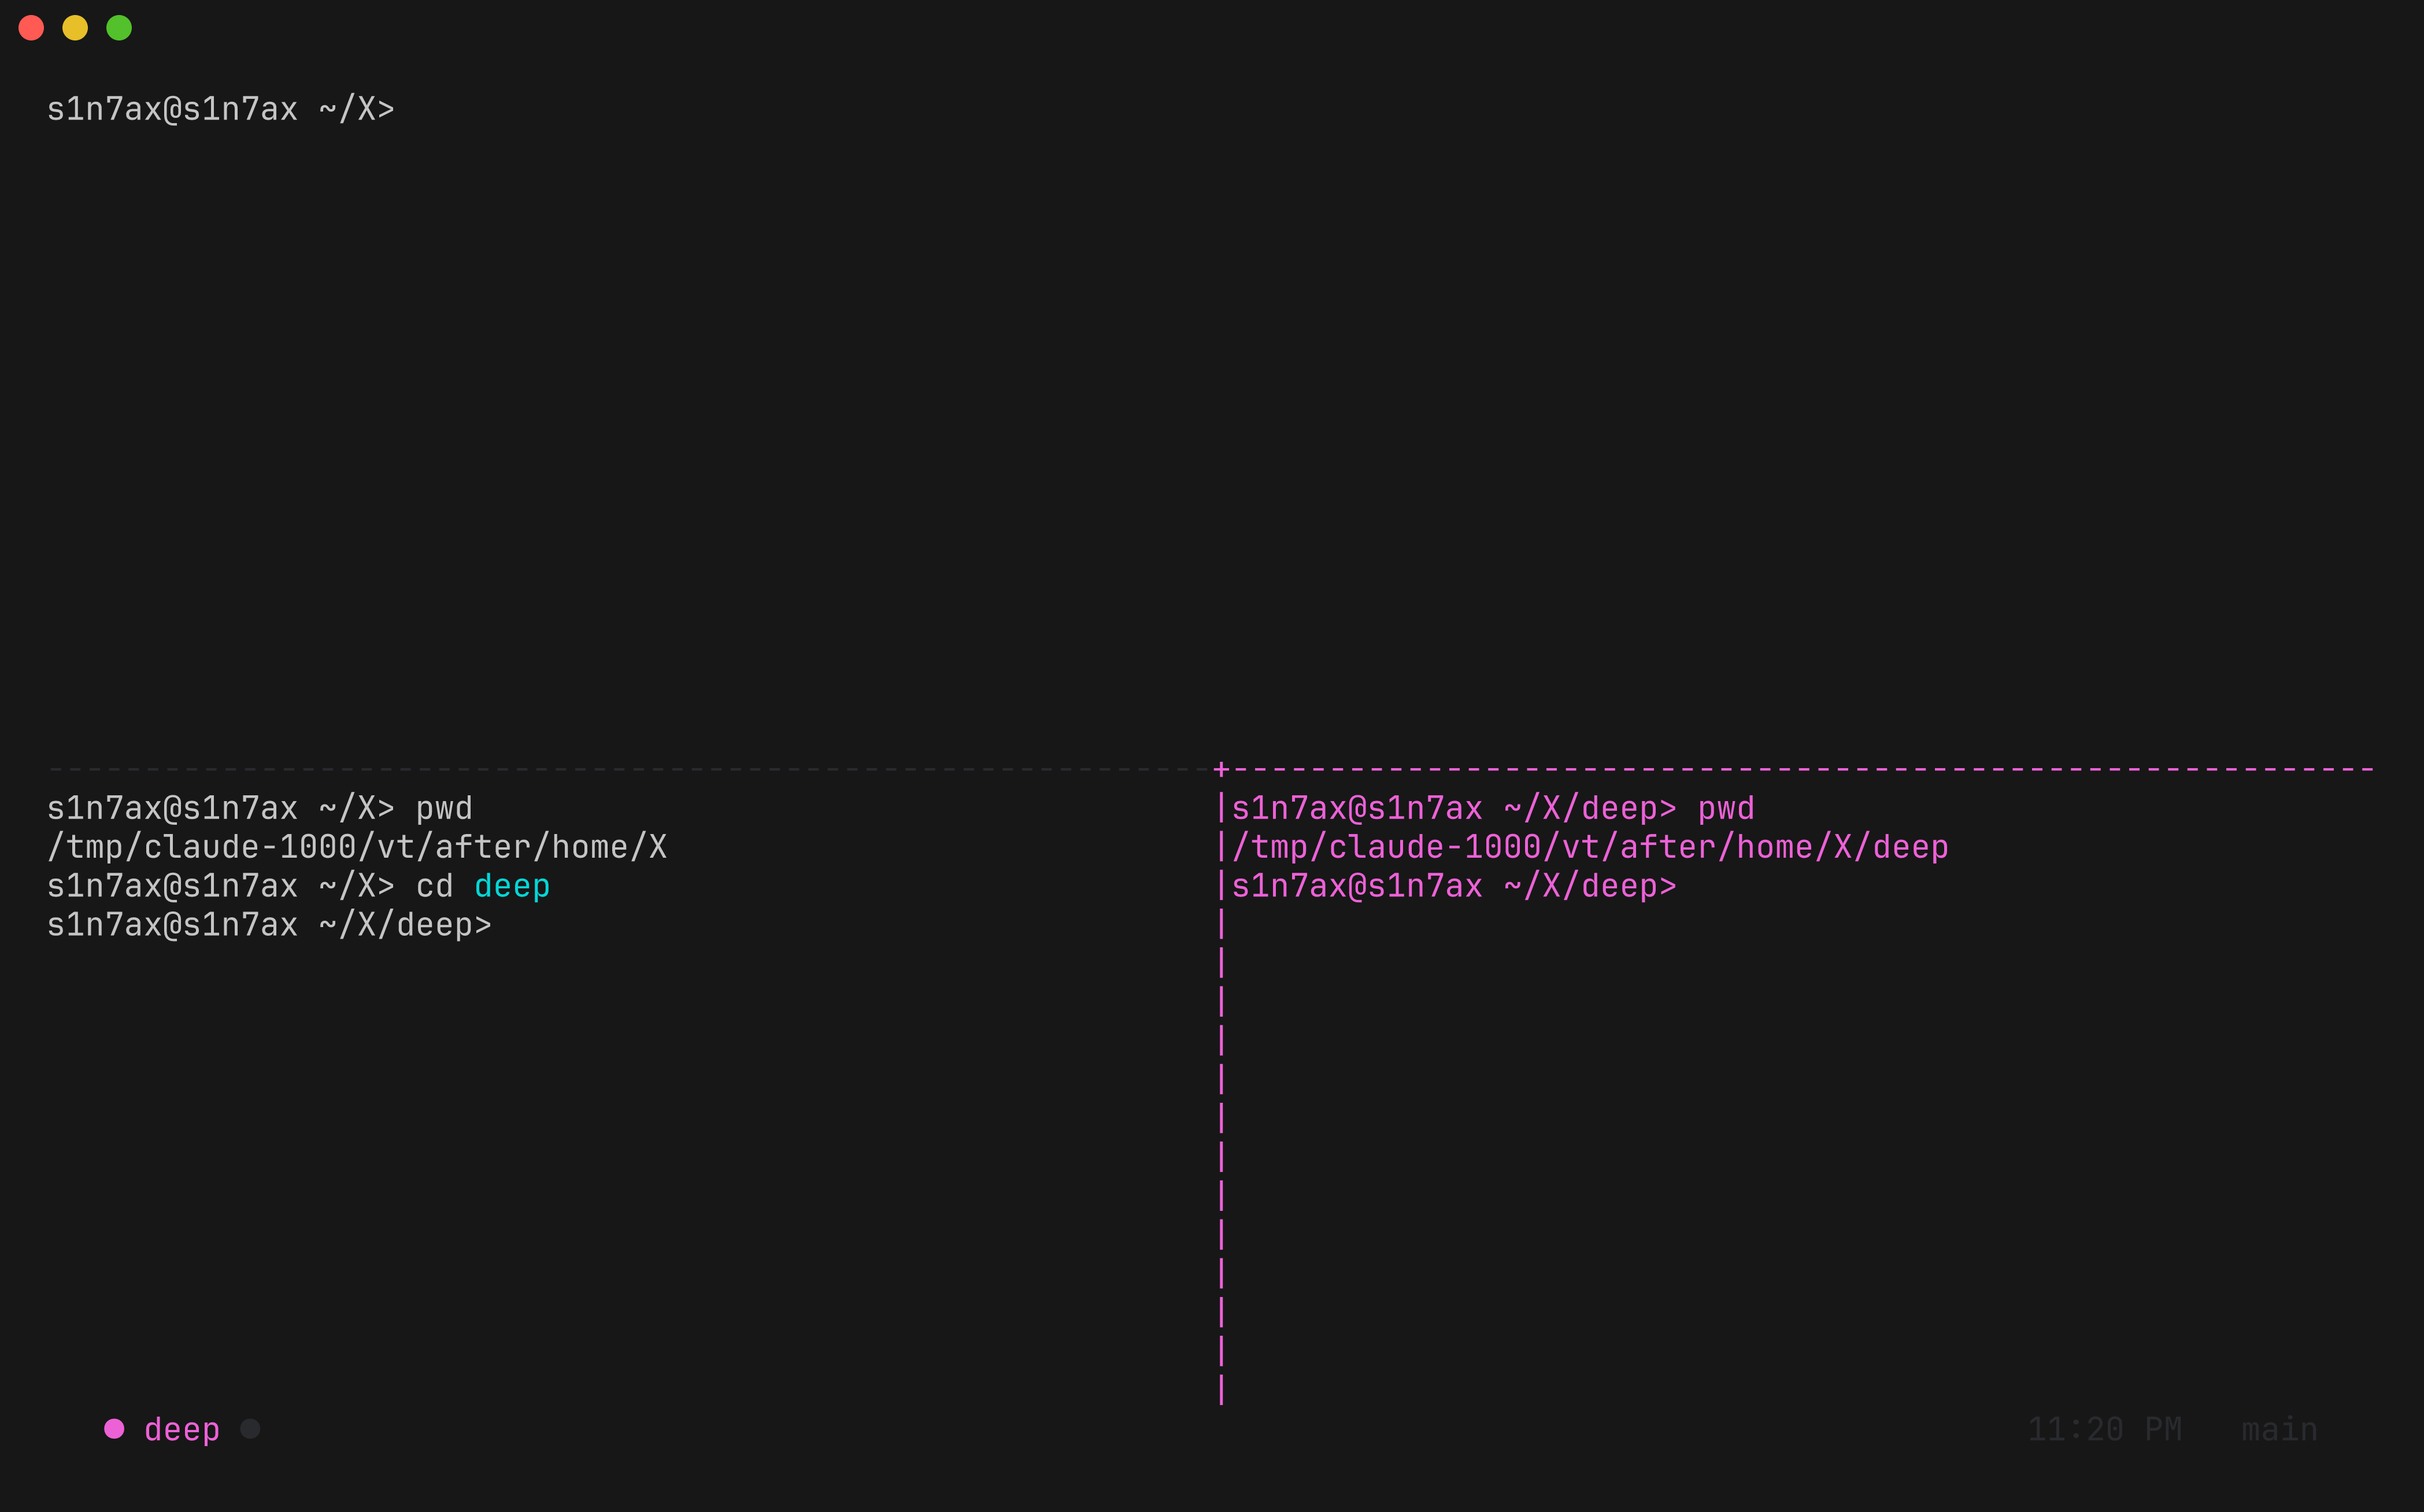 s1n7ax@s1n7ax ~/X>
s1n7ax@s1n7ax ~/X> pwd
/tmp/claude-1000/vt/after/home/X
s1n7ax@s1n7ax ~/X> cd deep
s1n7ax@s1n7ax ~/X/deep>
s1n7ax@s1n7ax ~/X/deep> pwd
/tmp/claude-1000/vt/after/home/X/deep
s1n7ax@s1n7ax ~/X/deep>
deep
11:20 PM main